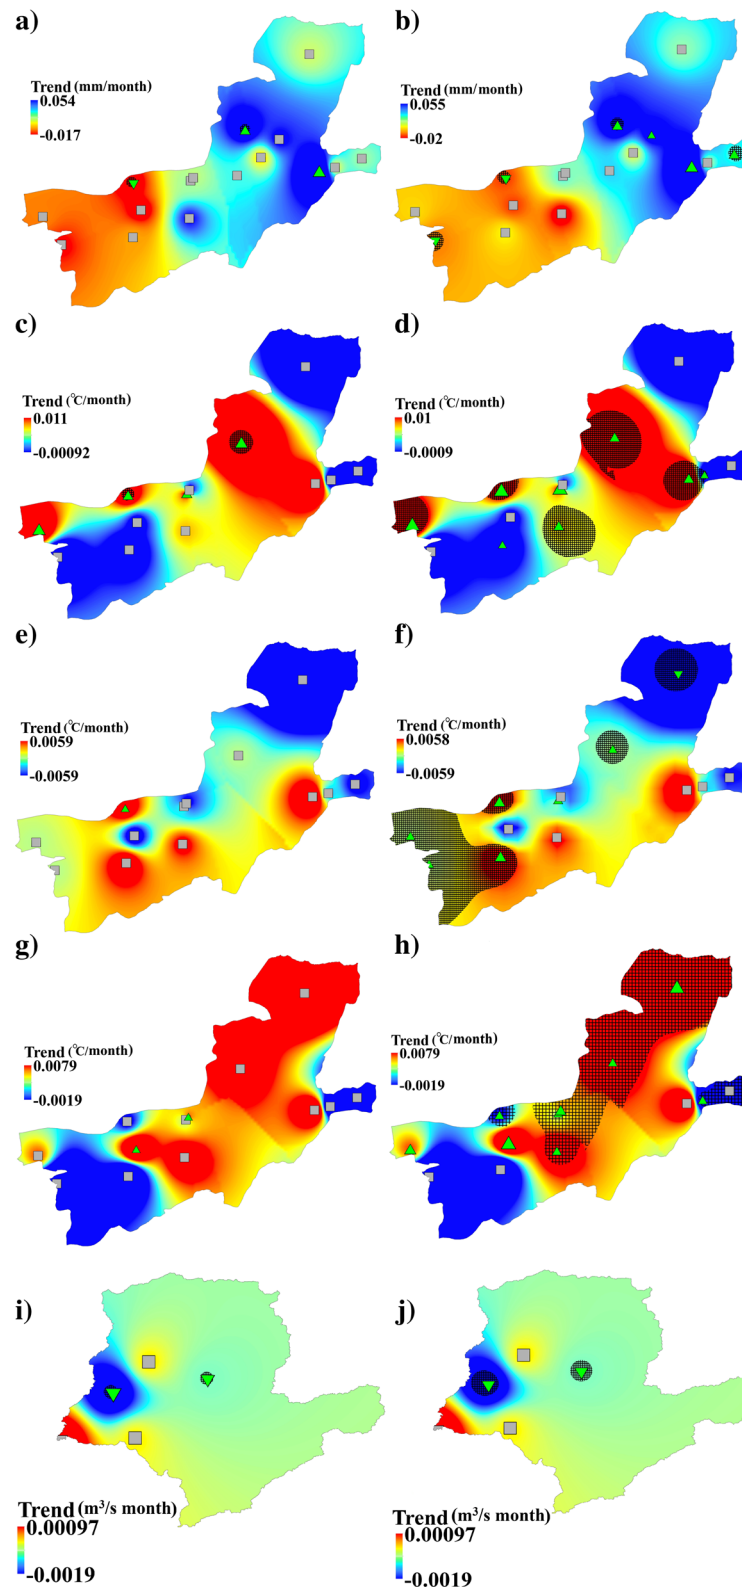 a)
Trend (mm/month)
0.054
-0.017
b)
Trend (mm/month)
0.055
-0.02
c)
Trend (℃/month)
0.011
-0.00092
d)
Trend (℃/month)
0.01
-0.0009
e)
Trend (℃/month)
0.0059
-0.0059
f)
Trend (℃/month)
0.0058
-0.0059
g)
Trend (℃/month)
0.0079
-0.0019
h)
Trend (℃/month)
0.0079
-0.0019
i)
Trend (m³/s month)
0.00097
-0.0019
j)
Trend (m³/s month)
0.00097
-0.0019